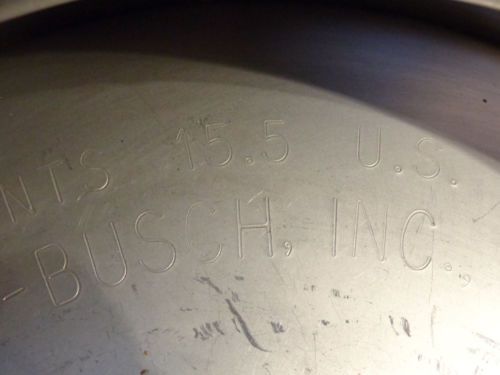 NTS 15.5 U.S.
-BUSCH, INC.,